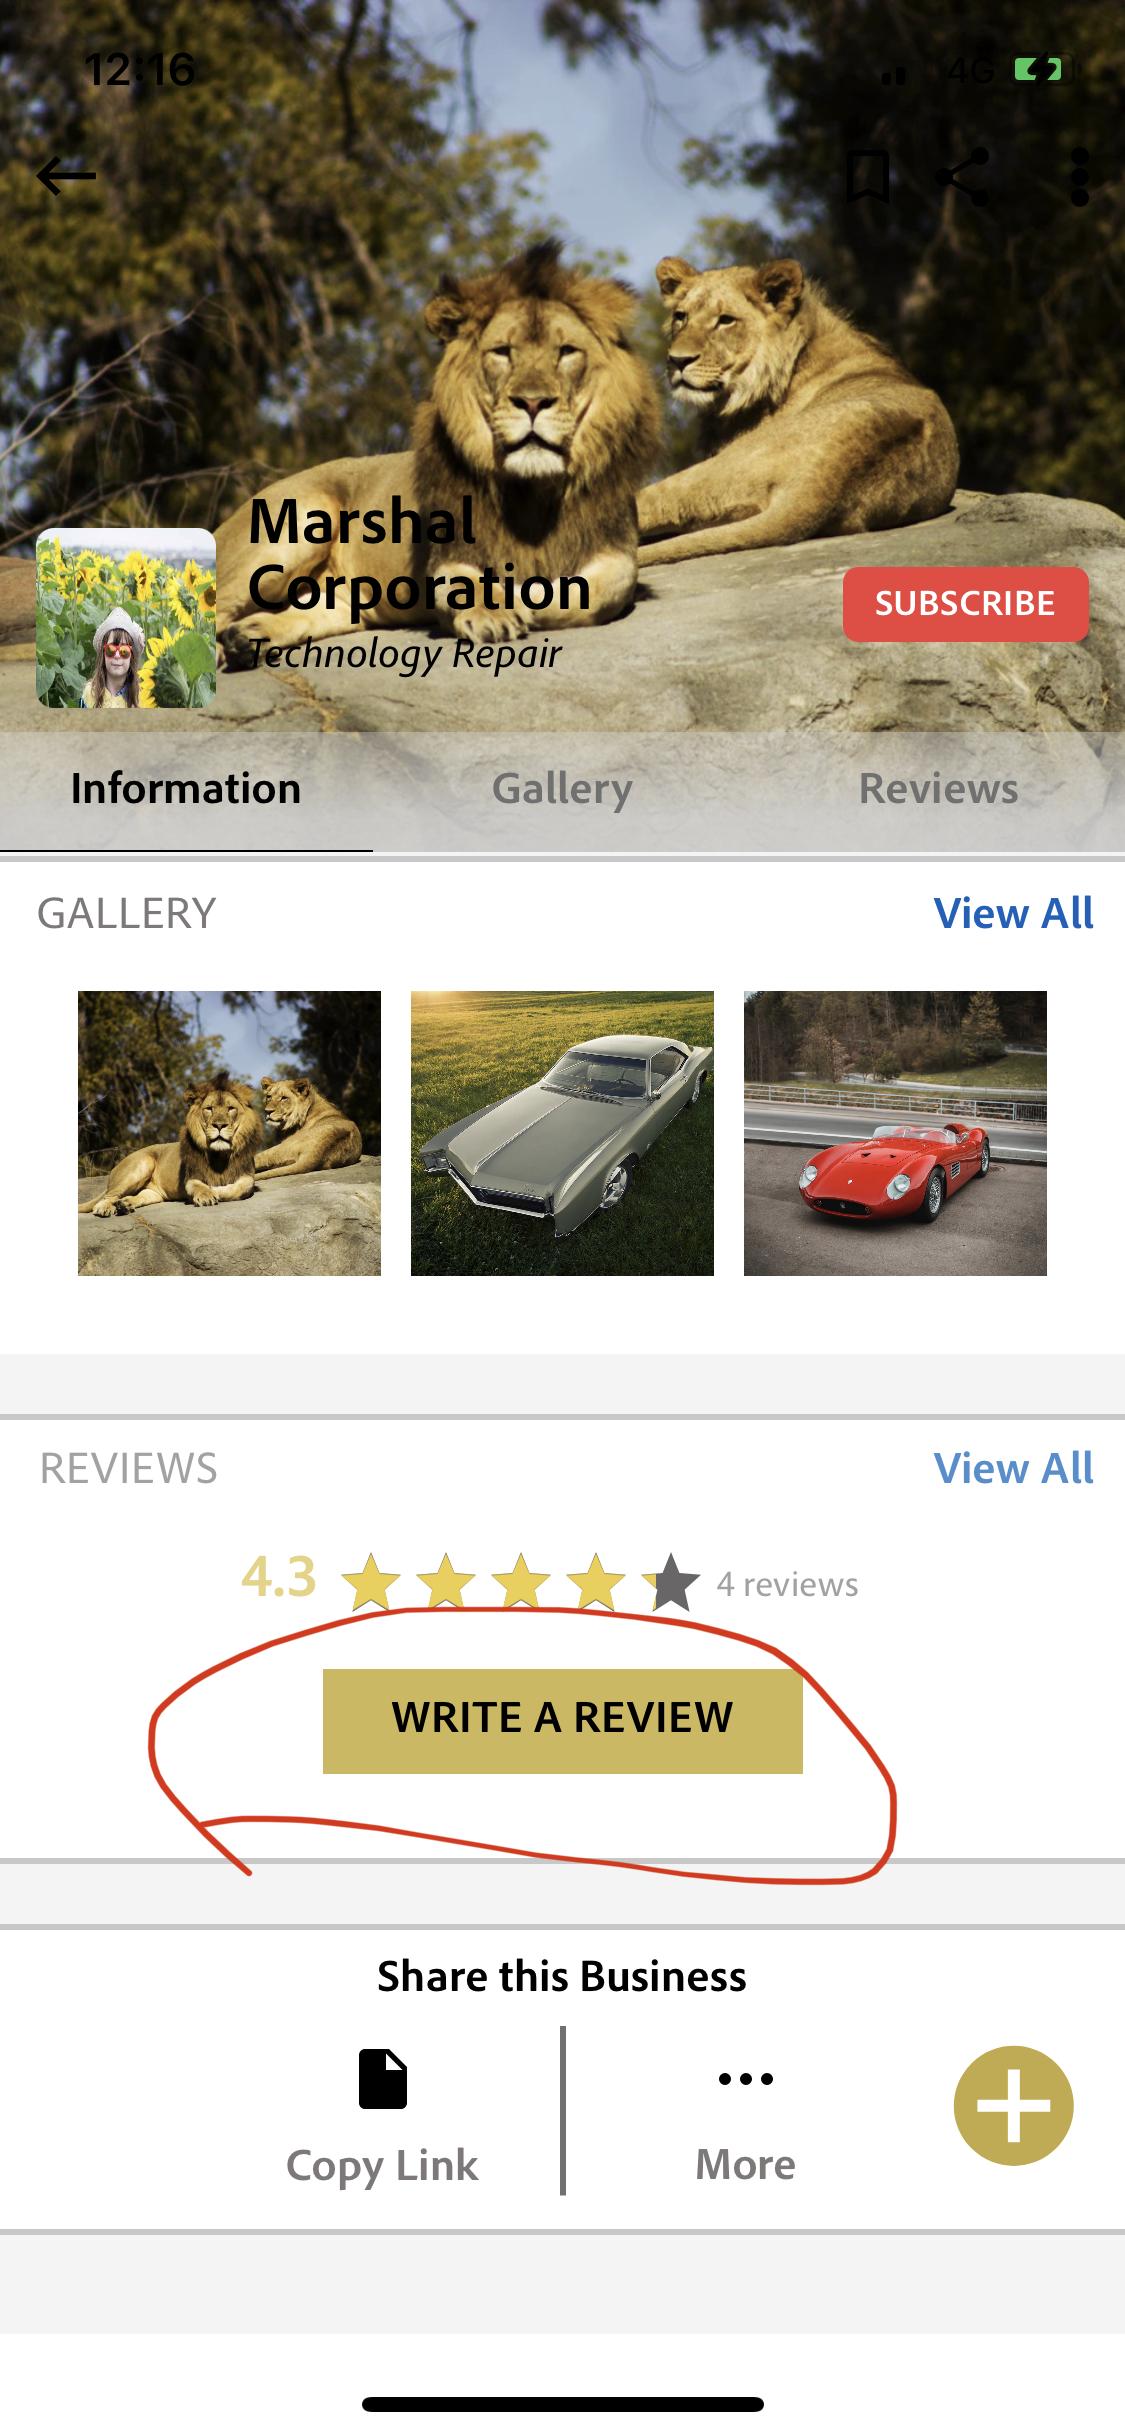 12:16 4G
Marshal
Corporation
Technology Repair
SUBSCRIBE
Information Gallery Reviews
GALLERY View All
REVIEWS View All
4.3 4 reviews
WRITE A REVIEW
Share this Business
Copy Link More